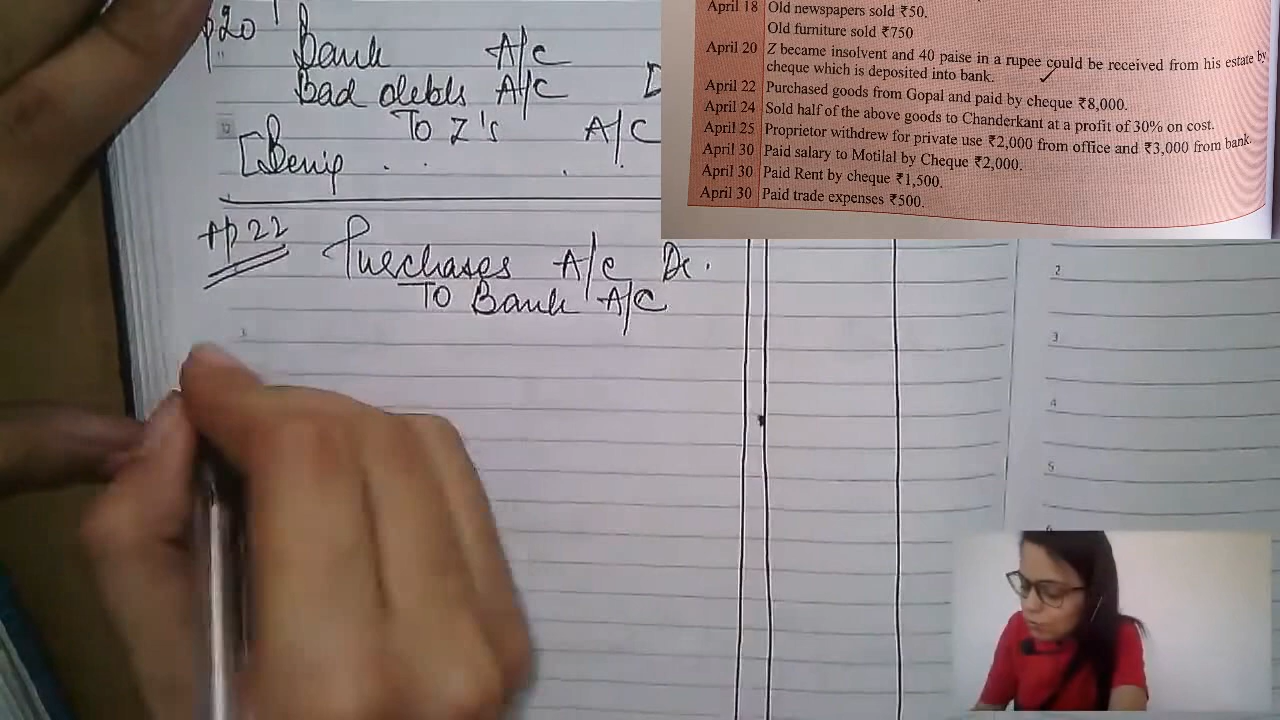 p20
Bank A/C
Bad debts A/C D
To Z's A/C
[Being . . . .
Ap 22
Purchases A/c Dr.
To Bank A/C
April 18 Old newspapers sold ₹50.
Old furniture sold ₹750
April 20 Z became insolvent and 40 paise in a rupee could be received from his estate by
cheque which is deposited into bank.
April 22 Purchased goods from Gopal and paid by cheque ₹8,000.
April 24 Sold half of the above goods to Chanderkant at a profit of 30% on cost.
April 25 Proprietor withdrew for private use ₹2,000 from office and ₹3,000 from bank.
April 30 Paid salary to Motilal by Cheque ₹2,000.
April 30 Paid Rent by cheque ₹1,500.
April 30 Paid trade expenses ₹500.
2
3
4
5